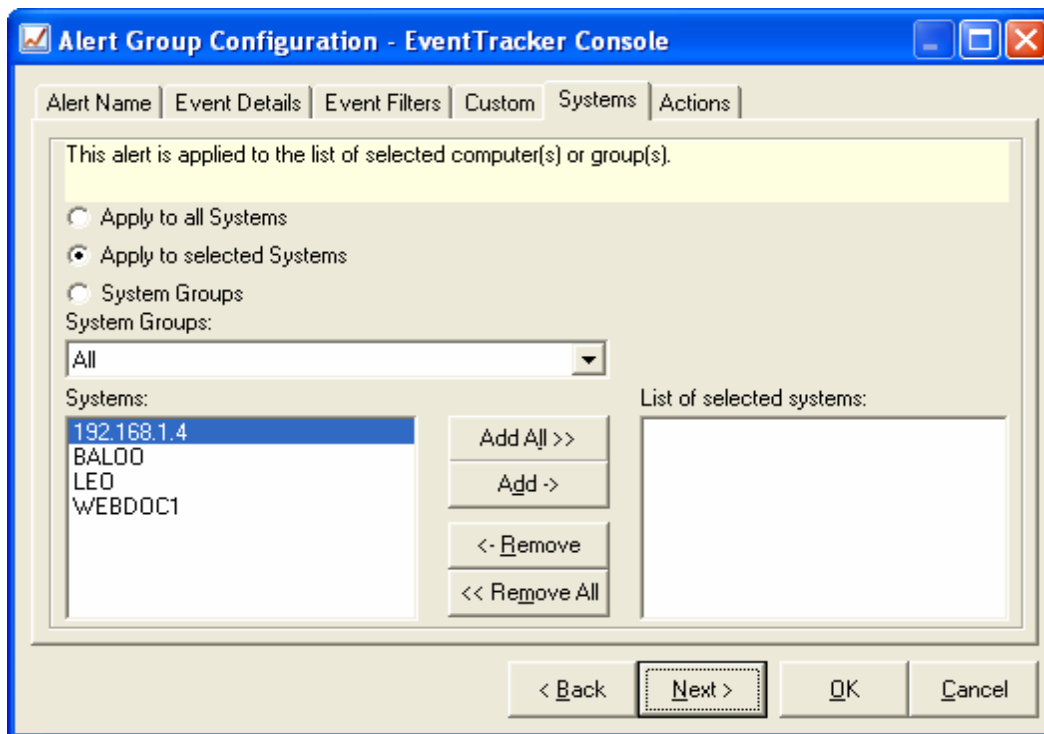 Alert Group Configuration - EventTracker Console
Alert Name Event Details Event Filters Custom Systems Actions
This alert is applied to the list of selected computer(s) or group(s).
Apply to all Systems
Apply to selected Systems
System Groups
System Groups:
All
Systems:
192.168.1.4
BALOO
LEO
WEBDOC1
Add All >>
Add ->
<- Remove
<< Remove All
List of selected systems:
< Back Next > OK Cancel